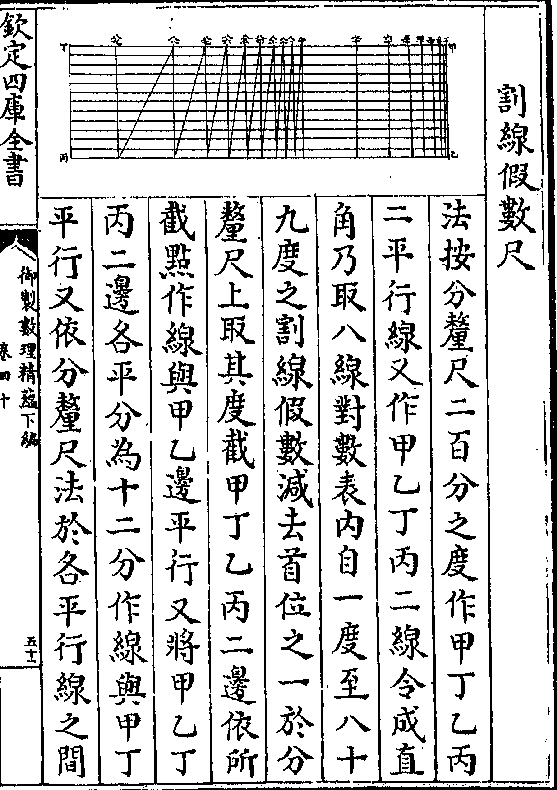 割線假數尺
法按分釐尺二百分之度作甲丁乙丙
二平行線又作甲乙丁丙二線令成直
角乃取八線對數表内自一度至八十
九度之割線假數減去首位之一於分
釐尺上取其度截甲丁乙丙二邊依所
截㸃作線與甲乙邊平行又將甲乙丁
丙二邊各平分為十二分作線與甲丁
平行又依分釐尺法於各平行線之間
丁
甲
丙
乙
欽定四庫全書
御製數理精藴下編
卷四十